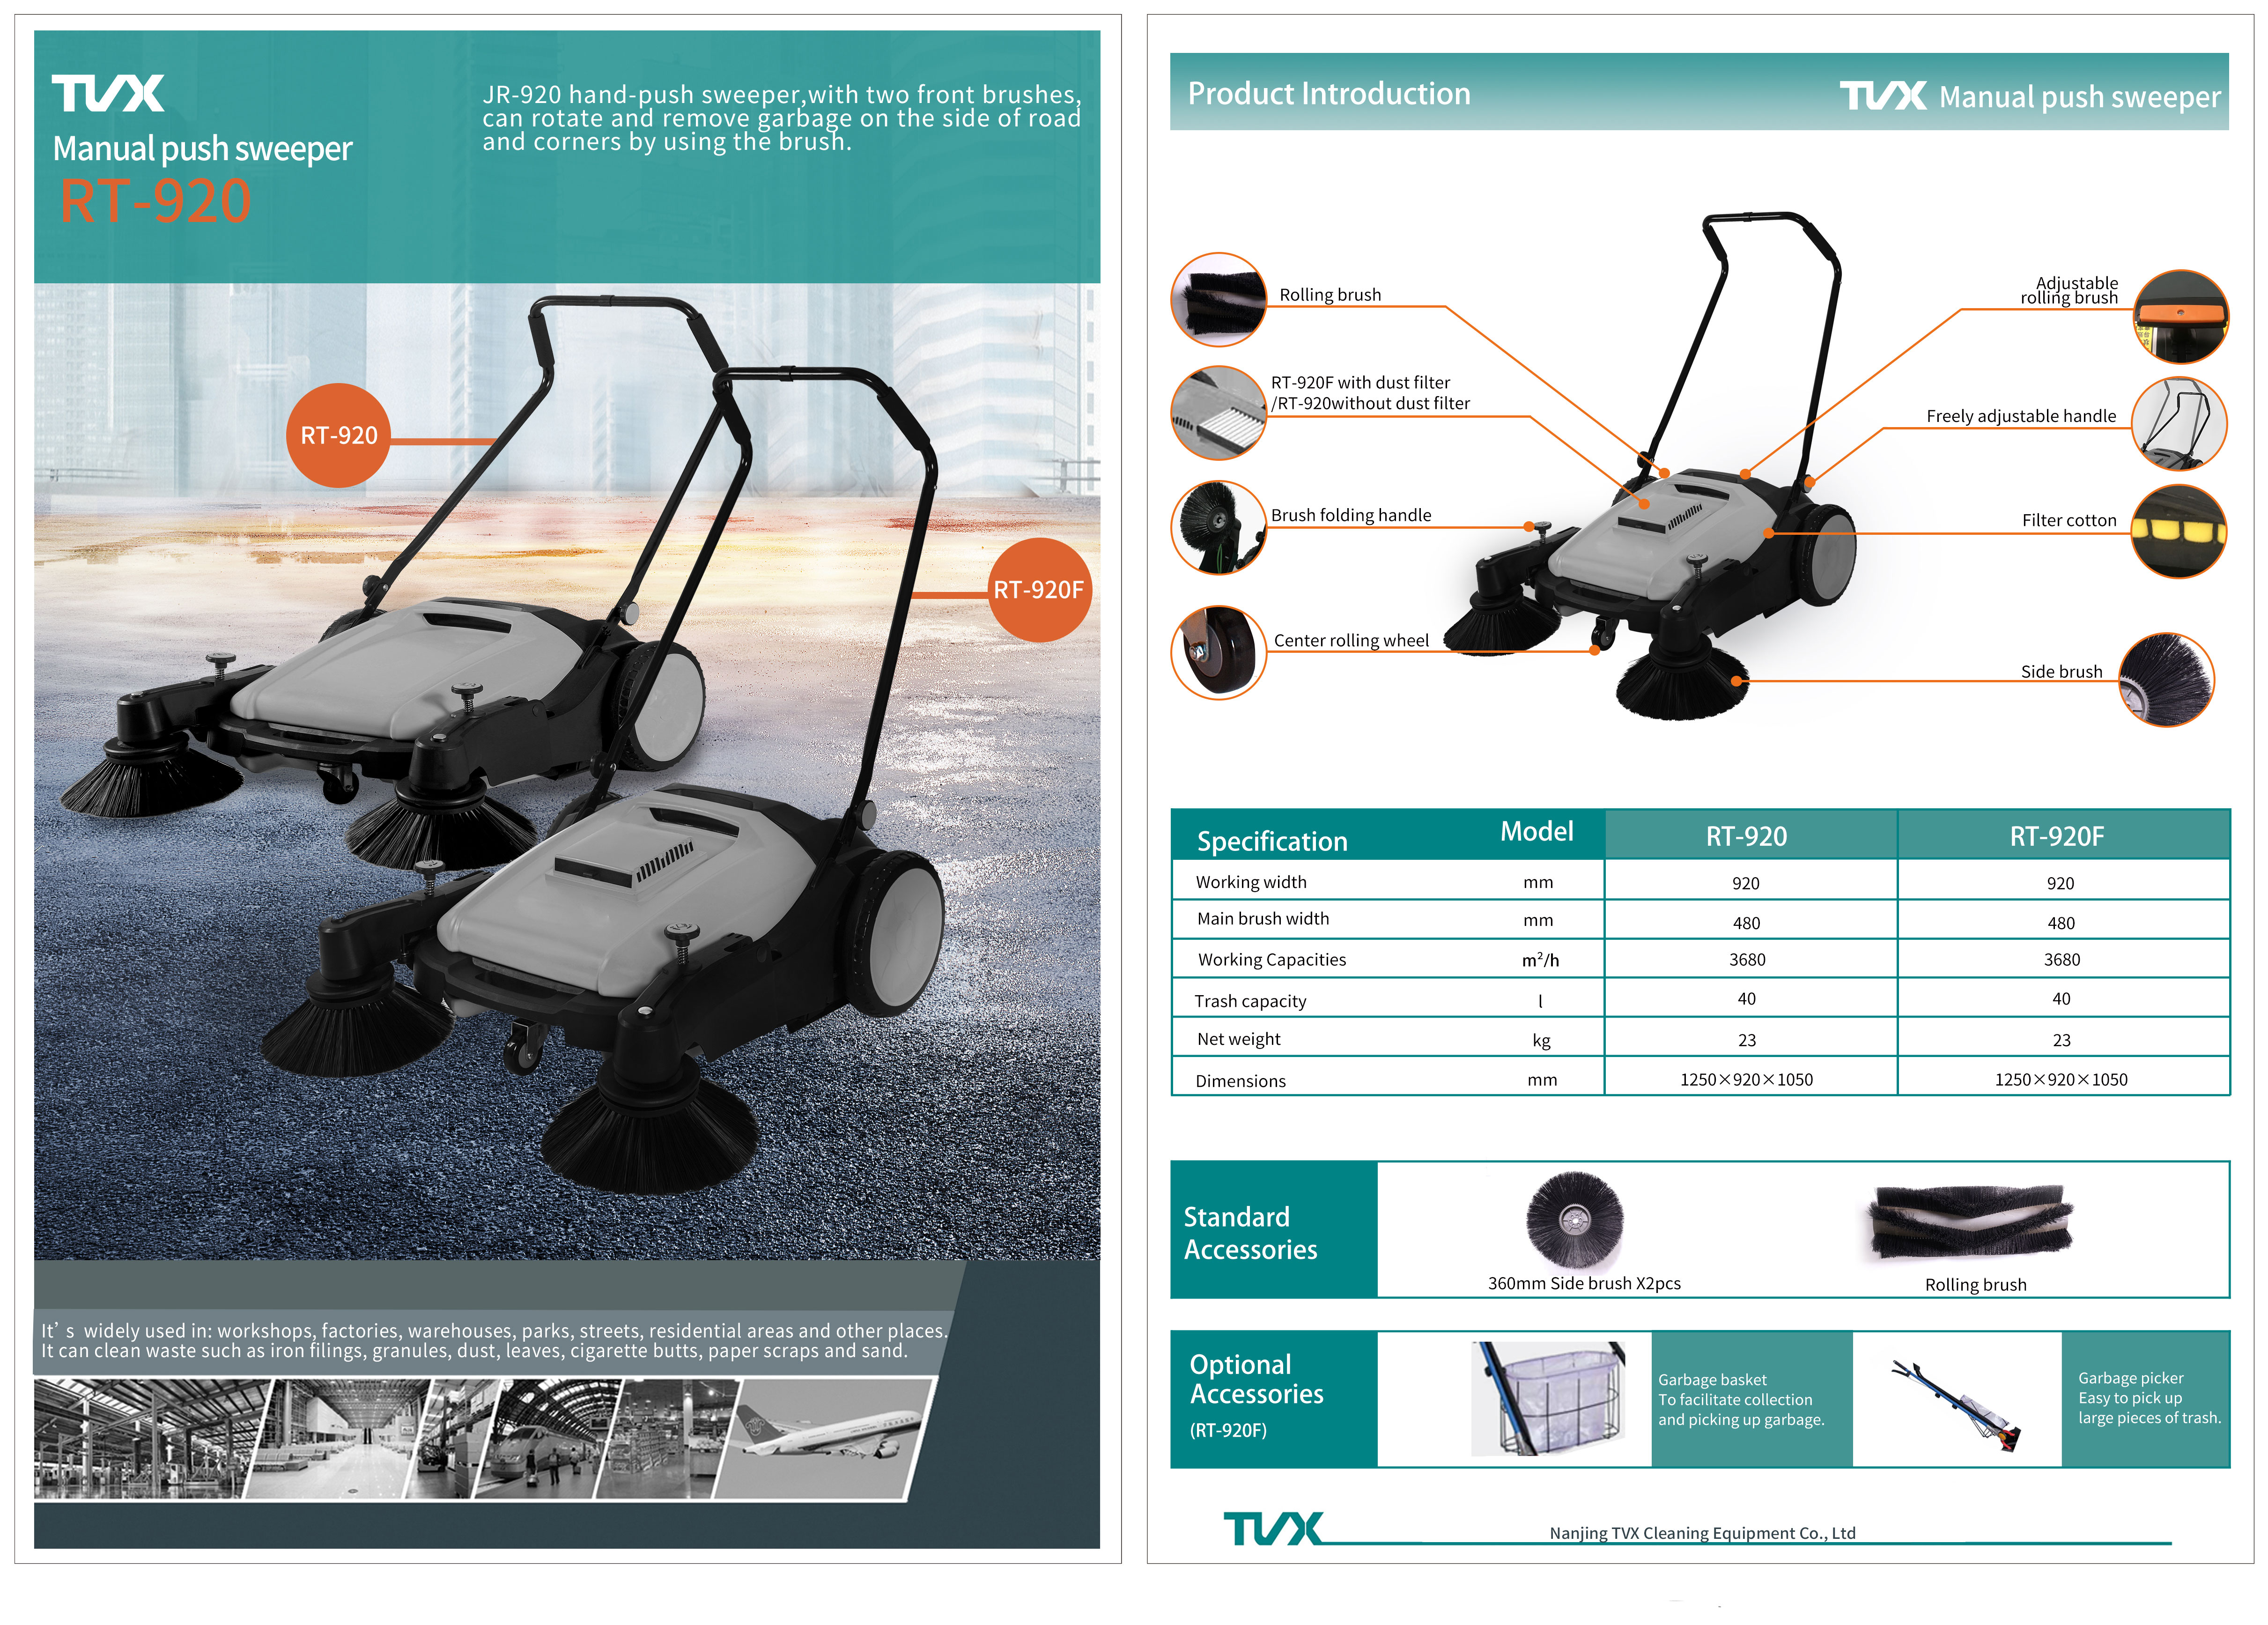 TVX
Manual push sweeper
RT-920
JR-920 hand-push sweeper,with two front brushes,
can rotate and remove garbage on the side of road
and corners by using the brush.
RT-920
RT-920F
It's widely used in: workshops, factories, warehouses, parks, streets, residential areas and other places.
It can clean waste such as iron filings, granules, dust, leaves, cigarette butts, paper scraps and sand.
Product Introduction
TVX Manual push sweeper
Rolling brush
RT-920F with dust filter
/RT-920without dust filter
Brush folding handle
Center rolling wheel
Adjustable
rolling brush
Freely adjustable handle
Filter cotton
Side brush
Specification Model RT-920 RT-920F
Working width mm 920 920
Main brush width mm 480 480
Working Capacities m²/h 3680 3680
Trash capacity l 40 40
Net weight kg 23 23
Dimensions mm 1250×920×1050 1250×920×1050
Standard
Accessories
360mm Side brush X2pcs
Rolling brush
Optional
Accessories
(RT-920F)
Garbage basket
To facilitate collection
and picking up garbage.
Garbage picker
Easy to pick up
large pieces of trash.
TVX
Nanjing TVX Cleaning Equipment Co., Ltd